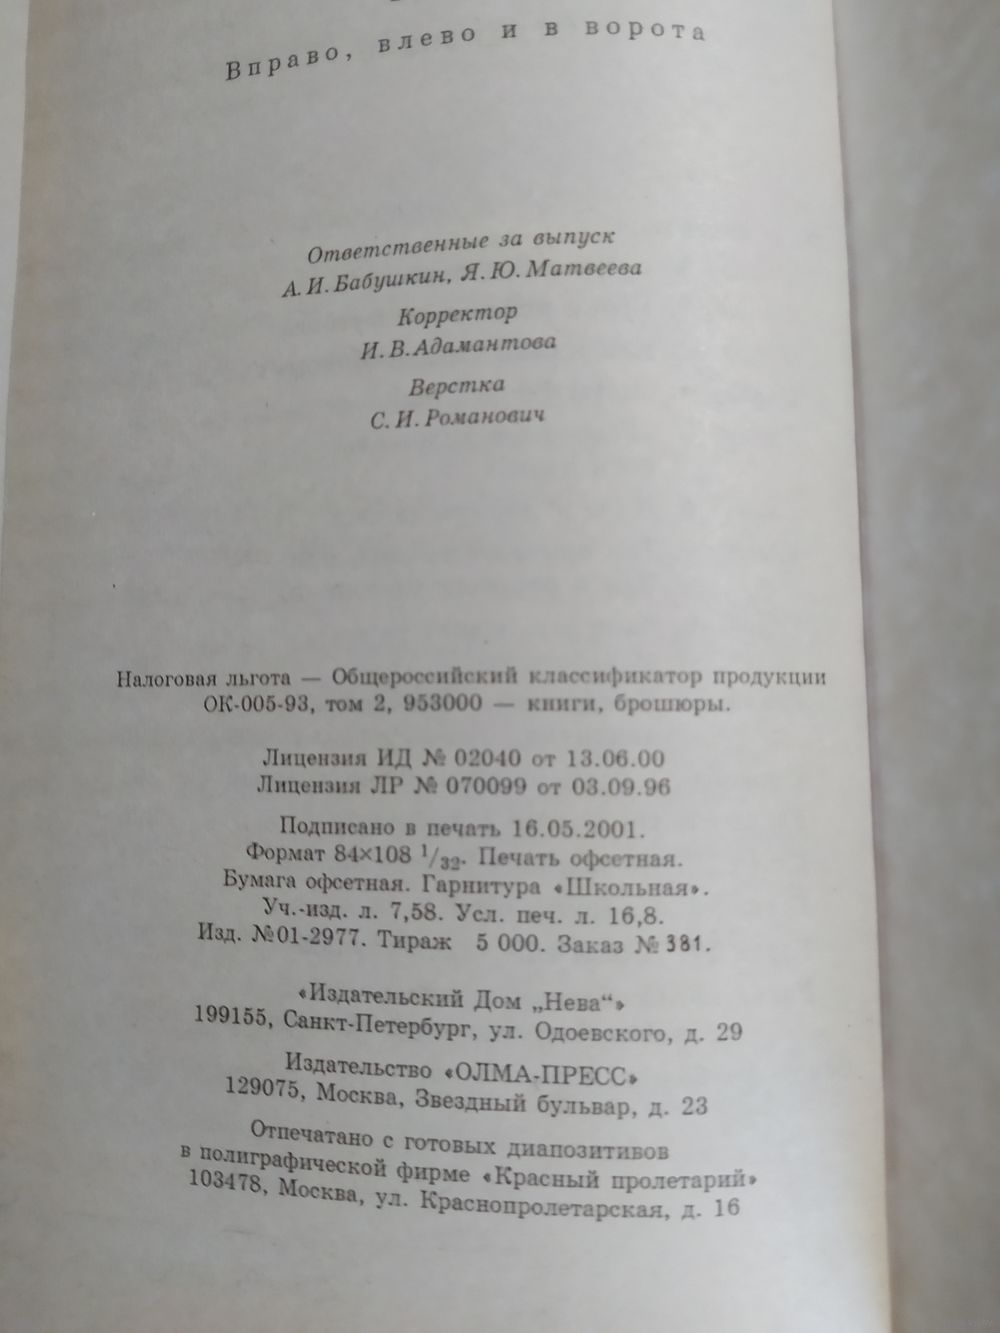 Вправо, влево и в ворота
Ответственные за выпуск
А. И. Бабушкин, Я. Ю. Матвеева
Корректор
И. В. Адамантова
Верстка
С. И. Романович
Налоговая льгота — Общероссийский классификатор продукции
ОК-005-93, том 2, 953000 — книги, брошюры.
Лицензия ИД № 02040 от 13.06.00
Лицензия ЛР № 070099 от 03.09.96
Подписано в печать 16.05.2001.
Формат 84×108 1/32. Печать офсетная.
Бумага офсетная. Гарнитура «Школьная».
Уч.-изд. л. 7,58. Усл. печ. л. 16,8.
Изд. №01-2977. Тираж 5 000. Заказ № 381.
«Издательский Дом „Нева“»
199155, Санкт-Петербург, ул. Одоевского, д. 29
Издательство «ОЛМА-ПРЕСС»
129075, Москва, Звездный бульвар, д. 23
Отпечатано с готовых диапозитивов
в полиграфической фирме «Красный пролетарий»
103478, Москва, ул. Краснопролетарская, д. 16